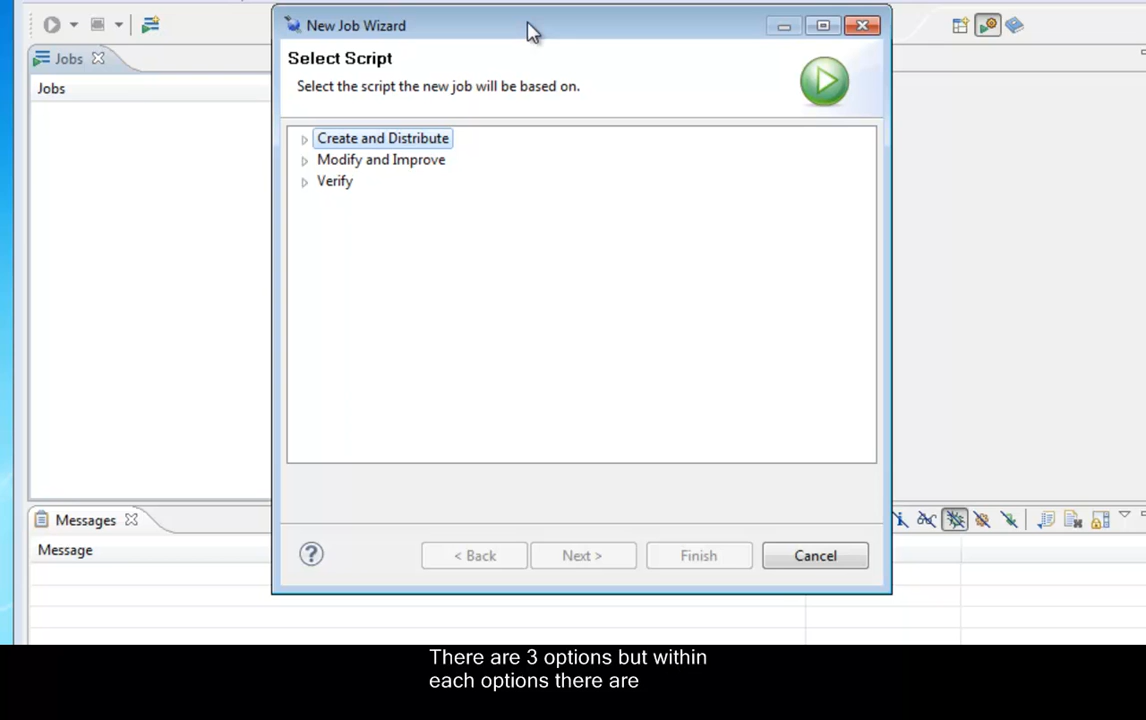 New Job Wizard
Jobs
Jobs
Select Script
Select the script the new job will be based on.
Create and Distribute
Modify and Improve
Verify
Messages
Message
? < Back Next > Finish Cancel
There are 3 options but within
each options there are